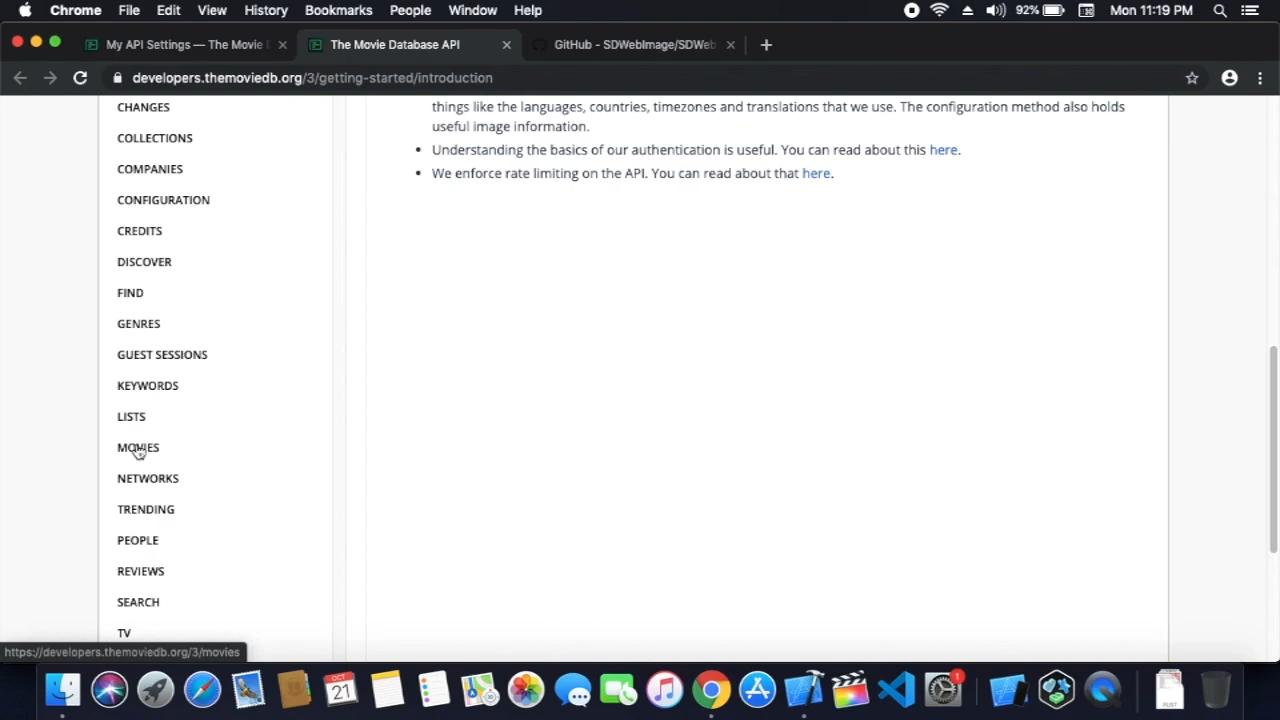 Chrome File Edit View History Bookmarks People Window Help 92% Mon 11:19 PM
My API Settings — The Movie The Movie Database API GitHub - SDWebImage/SDWeb
developers.themoviedb.org/3/getting-started/introduction
things like the languages, countries, timezones and translations that we use. The configuration method also holds
useful image information.
• Understanding the basics of our authentication is useful. You can read about this here.
• We enforce rate limiting on the API. You can read about that here.
CHANGES
COLLECTIONS
COMPANIES
CONFIGURATION
CREDITS
DISCOVER
FIND
GENRES
GUEST SESSIONS
KEYWORDS
LISTS
MOVIES
NETWORKS
TRENDING
PEOPLE
REVIEWS
SEARCH
TV
https://developers.themoviedb.org/3/movies
OCT
21
1